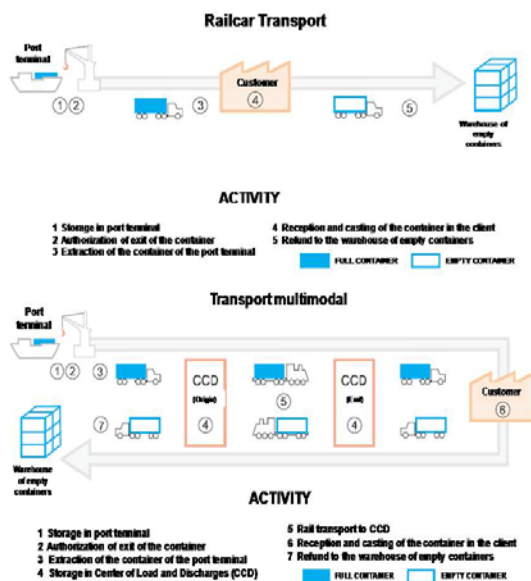 Railcar Transport
Port
terminal
Customer
1 2
3
4
5
Warehouse of
empty
containers
ACTIVITY
1 Storage in port terminal
2 Authorization of exit of the container
3 Extraction of the container of the port terminal
4 Reception and casting of the container in the client
5 Refund to the warehouse of empty containers
FULL CONTAINER
EMPTY CONTAINER
Transport multimodal
Port
terminal
1 2
3
CCD
(Origin)
4
5
CCD
(End)
4
Customer
6
7
Warehouse
of empty
containers
ACTIVITY
1 Storage in port terminal
2 Authorization of exit of the container
3 Extraction of the container of the port terminal
4 Storage in Center of Load and Discharges (CCD)
5 Rail transport to CCD
6 Reception and casting of the container in the client
7 Refund to the warehouse of empty containers
FULL CONTAINER
EMPTY CONTAINER